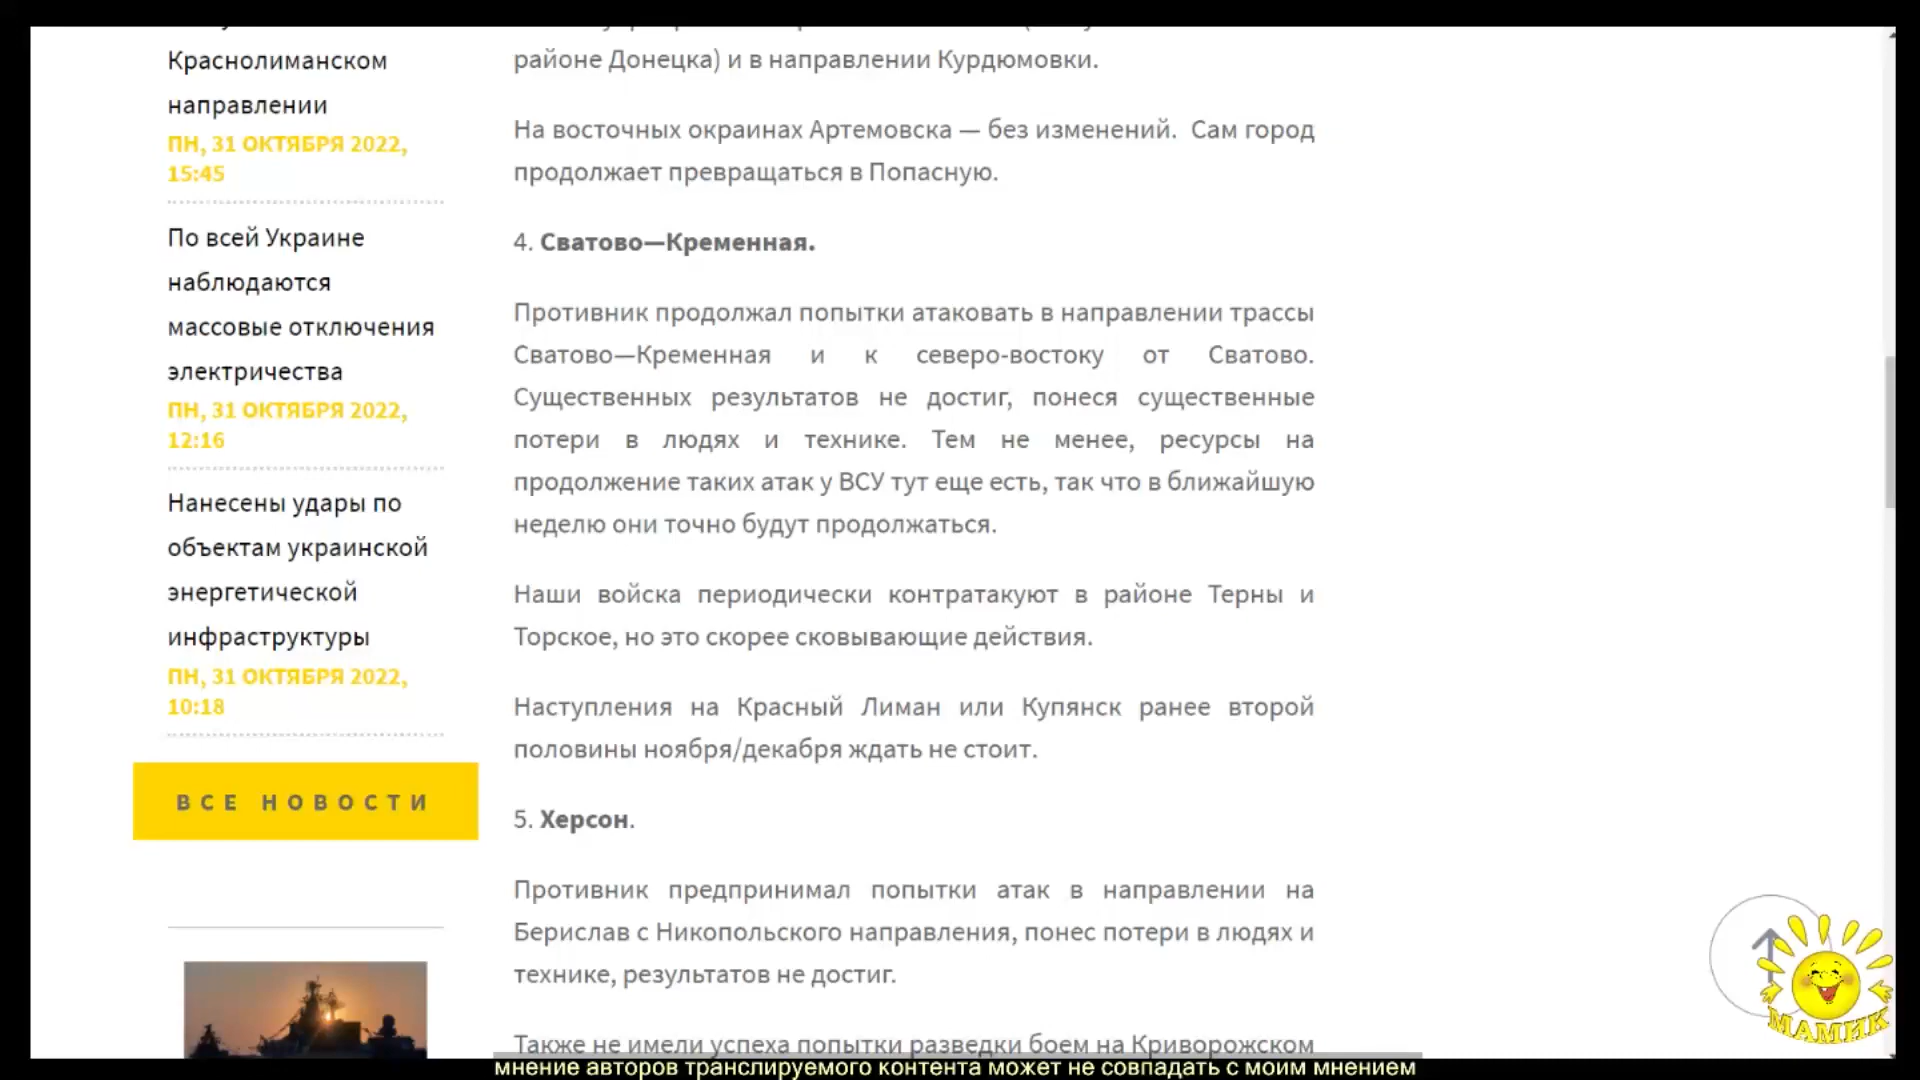 Краснолиманском
направлении
ПН, 31 ОКТЯБРЯ 2022,
15:45
По всей Украине
наблюдаются
массовые отключения
электричества
ПН, 31 ОКТЯБРЯ 2022,
12:16
Нанесены удары по
объектам украинской
энергетической
инфраструктуры
ПН, 31 ОКТЯБРЯ 2022,
10:18
ВСЕ НОВОСТИ
районе Донецка) и в направлении Курдюмовки.
На восточных окраинах Артемовска — без изменений. Сам город
продолжает превращаться в Попасную.
4. Сватово—Кременная.
Противник продолжал попытки атаковать в направлении трассы
Сватово—Кременная и к северо-востоку от Сватово.
Существенных результатов не достиг, понеся существенные
потери в людях и технике. Тем не менее, ресурсы на
продолжение таких атак у ВСУ тут еще есть, так что в ближайшую
неделю они точно будут продолжаться.
Наши войска периодически контратакуют в районе Терны и
Торское, но это скорее сковывающие действия.
Наступления на Красный Лиман или Купянск ранее второй
половины ноября/декабря ждать не стоит.
5. Херсон.
Противник предпринимал попытки атак в направлении на
Берислав с Никопольского направления, понес потери в людях и
технике, результатов не достиг.
Также не имели успеха попытки разведки боем на Криворожском
МАМИК
мнение авторов транслируемого контента может не совпадать с моим мнением